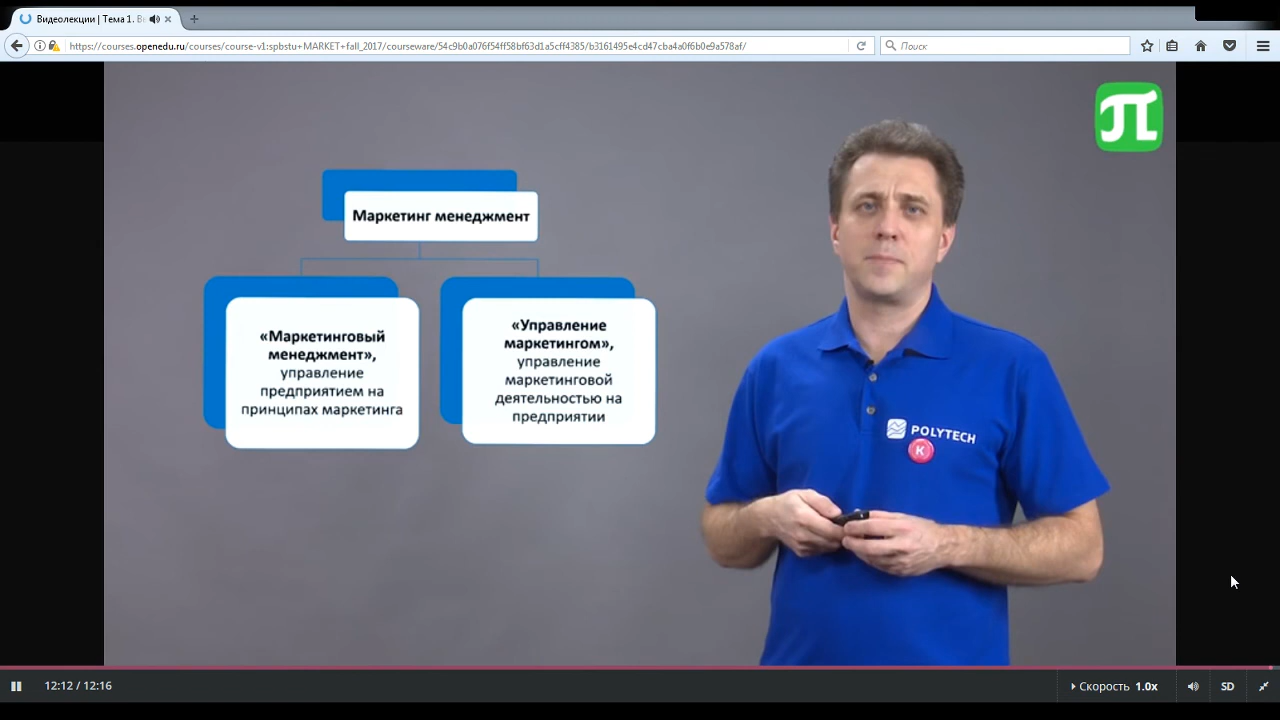 Видеолекции | Тема 1. В
https://courses.openedu.ru/courses/course-v1:spbstu+MARKET+fall_2017/courseware/54c9b0a076f54ff58bf63d1a5cff4385/b3161495e4cd47cba4a0f6b0e9a578af/
Поиск
Маркетинг менеджмент
«Маркетинговый
менеджмент»,
управление
предприятием на
принципах маркетинга
«Управление
маркетингом»,
управление
маркетинговой
деятельностью на
предприятии
POLYTECH
К
12:12 / 12:16
Скорость 1.0x
SD